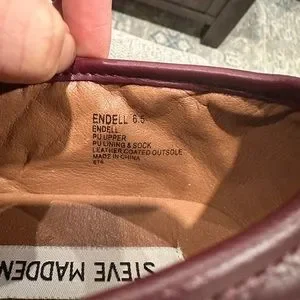 ENDELL 6.5
ENDELL
PU UPPER
PU LINING & SOCK
LEATHER COATED OUTSOLE
MADE IN CHINA
STEVE MADDEN